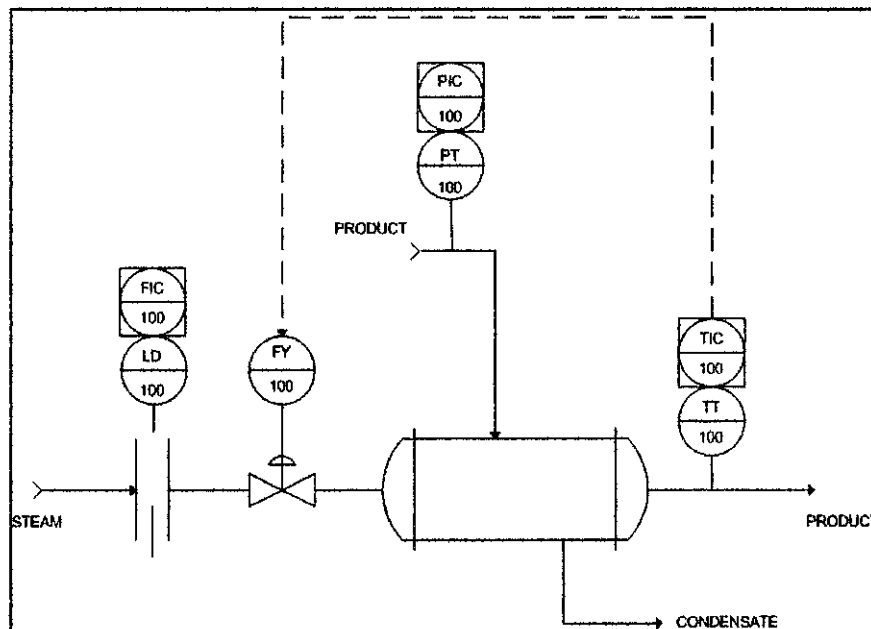 PIC
100
PT
100
PRODUCT
FIC
100
LD
100
FY
100
TIC
100
TT
100
STEAM
PRODUCT
CONDENSATE